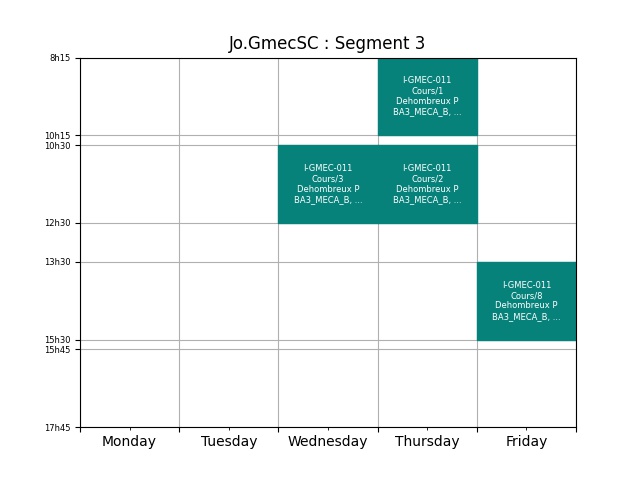 Jo.GmecSC : Segment 3
8h15
I-GMEC-011
Cours/1
Dehombreux P
BA3_MECA_B, ...
10h15
10h30
I-GMEC-011
Cours/3
Dehombreux P
BA3_MECA_B, ...
I-GMEC-011
Cours/2
Dehombreux P
BA3_MECA_B, ...
12h30
13h30
I-GMEC-011
Cours/8
Dehombreux P
BA3_MECA_B, ...
15h30
15h45
17h45
Monday
Tuesday
Wednesday
Thursday
Friday